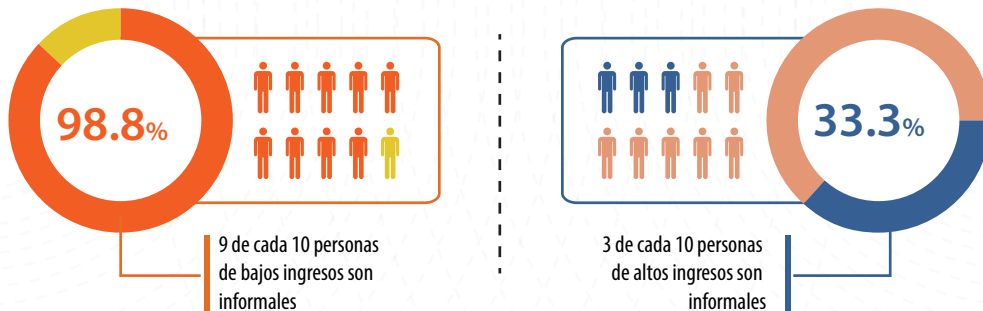 98.8%
9 de cada 10 personas
de bajos ingresos son
informales
33.3%
3 de cada 10 personas
de altos ingresos son
informales